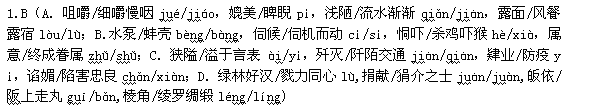 1.B（A. 咀嚼/细嚼慢咽 jué/jiáo, 媲美/睥睨 pì, 浇陋/流水渐渐 qiǎn/jiān, 露面/风餐
露宿 lòu/lù; B.水泵/蚌壳 bèng/bàng, 伺候/伺机而动 cì/sì, 恫吓/杀鸡吓猴 hè/xià, 属
意/终成眷属 zhǔ/shǔ; C. 狭隘/溢于言表 ài/yì, 歼灭/阡陌交通 jiān/qiān, 肄业/防疫 y
ì, 谄媚/陷害忠良 chǎn/xiàn; D. 绿林好汉/戮力同心 lù,捐献/狷介之士 juān/juàn,皈依/
阪上走丸 guī/bǎn,棱角/绫罗绸缎 léng/líng）